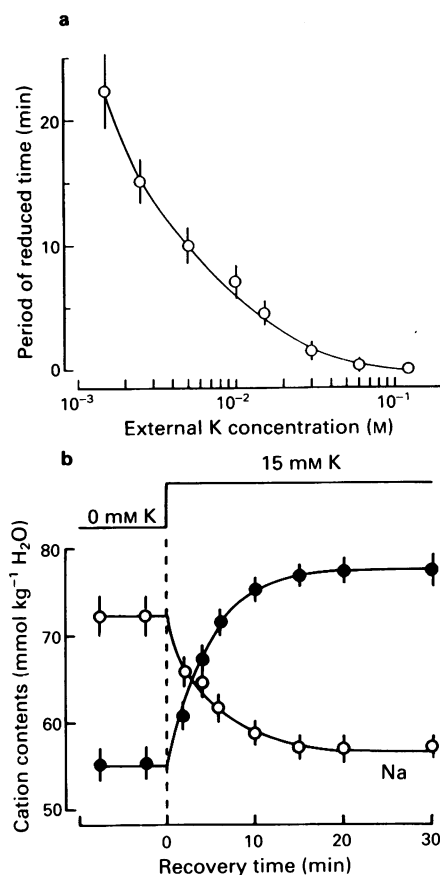 a
Period of reduced time (min)
20
10
0
10⁻³
10⁻²
10⁻¹
External K concentration (M)
b
15 mM K
0 mM K
Cation contents (mmol kg⁻¹ H₂O)
80
70
60
50
Na
0
10
20
30
Recovery time (min)